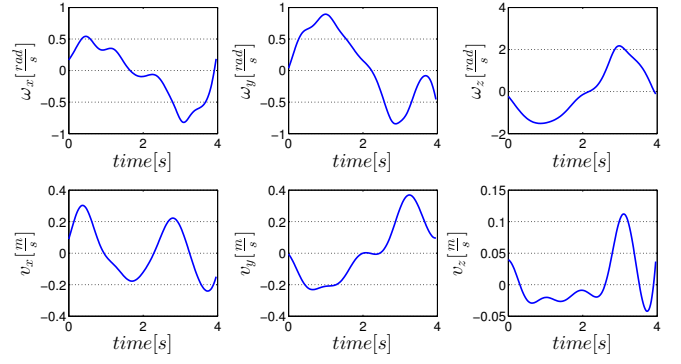 1
0.5
0
−0.5
−1
0 2 4
ω_x[rad/s]
time[s]
1
0.5
0
−0.5
−1
0 2 4
ω_y[rad/s]
time[s]
4
2
0
−2
0 2 4
ω_z[rad/s]
time[s]
0.4
0.2
0
−0.2
0.4
0 2 4
v_x[m/s]
time[s]
0.4
0.2
0
−0.2
−0.4
0 2 4
v_y[m/s]
time[s]
0.15
0.1
0.05
0
−0.05
0 2 4
v_z[m/s]
time[s]